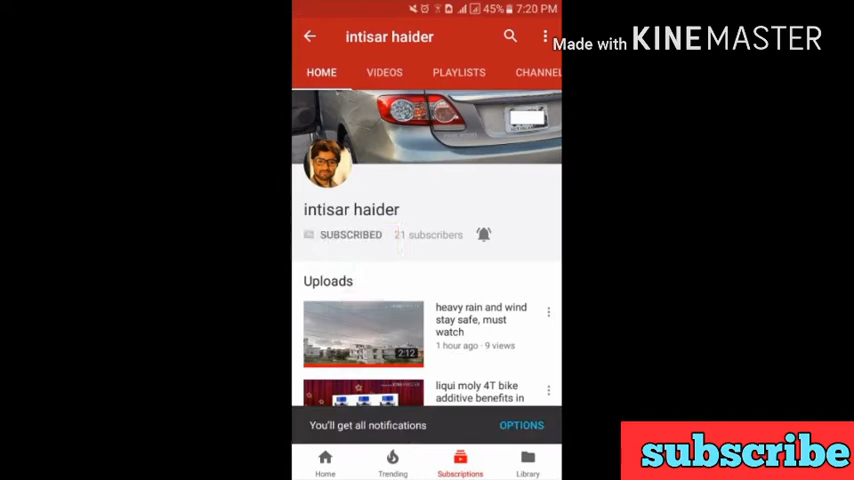 45% 7:20 PM
intisar haider
Made with KINEMASTER
HOME VIDEOS PLAYLISTS CHANNEL
intisar haider
SUBSCRIBED 21 subscribers
Uploads
heavy rain and wind
stay safe, must
watch
1 hour ago · 9 views
2:12
liqui moly 4T bike
additive benefits in
You'll get all notifications OPTIONS
Home Trending Subscriptions Library
subscribe